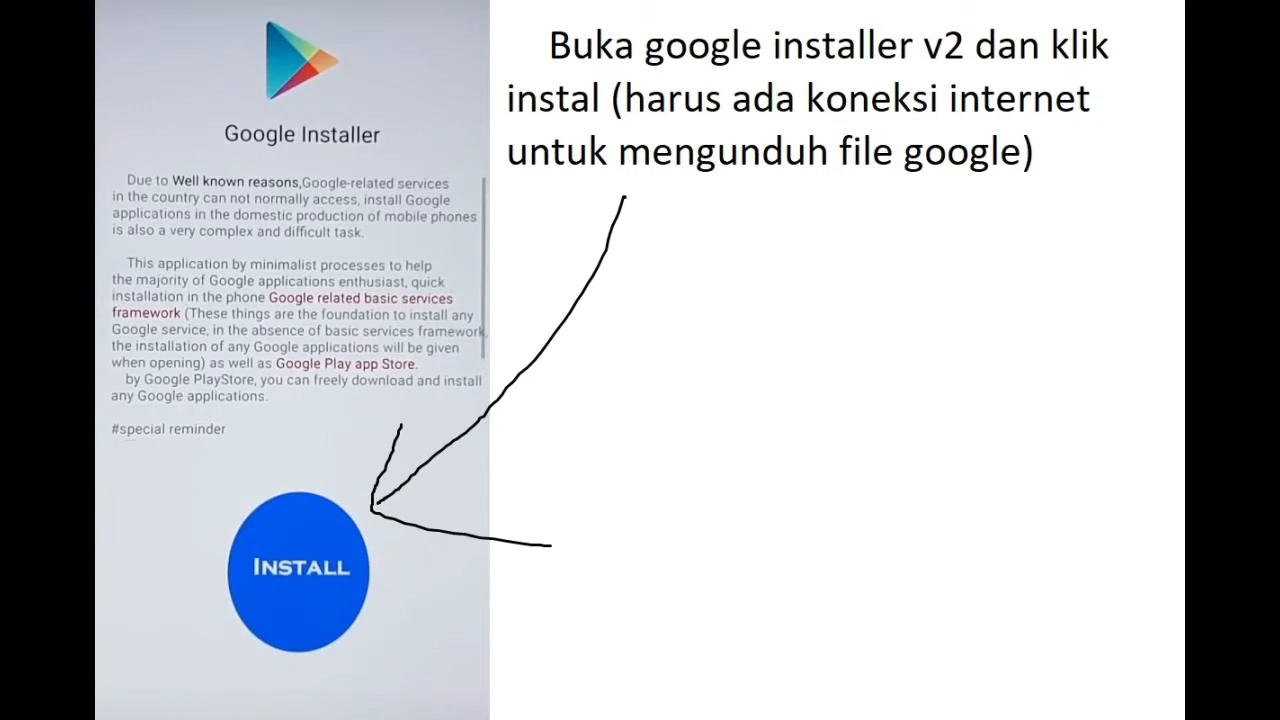 Google Installer
Due to Well known reasons,Google-related services
in the country can not normally access, install Google
applications in the domestic production of mobile phones
is also a very complex and difficult task.
This application by minimalist processes to help
the majority of Google applications enthusiast, quick
installation in the phone Google related basic services
framework (These things are the foundation to install any
Google service, in the absence of basic services framework,
the installation of any Google applications will be given
when opening) as well as Google Play app Store.
by Google PlayStore, you can freely download and install
any Google applications.
#special reminder
INSTALL
Buka google installer v2 dan klik
instal (harus ada koneksi internet
untuk mengunduh file google)